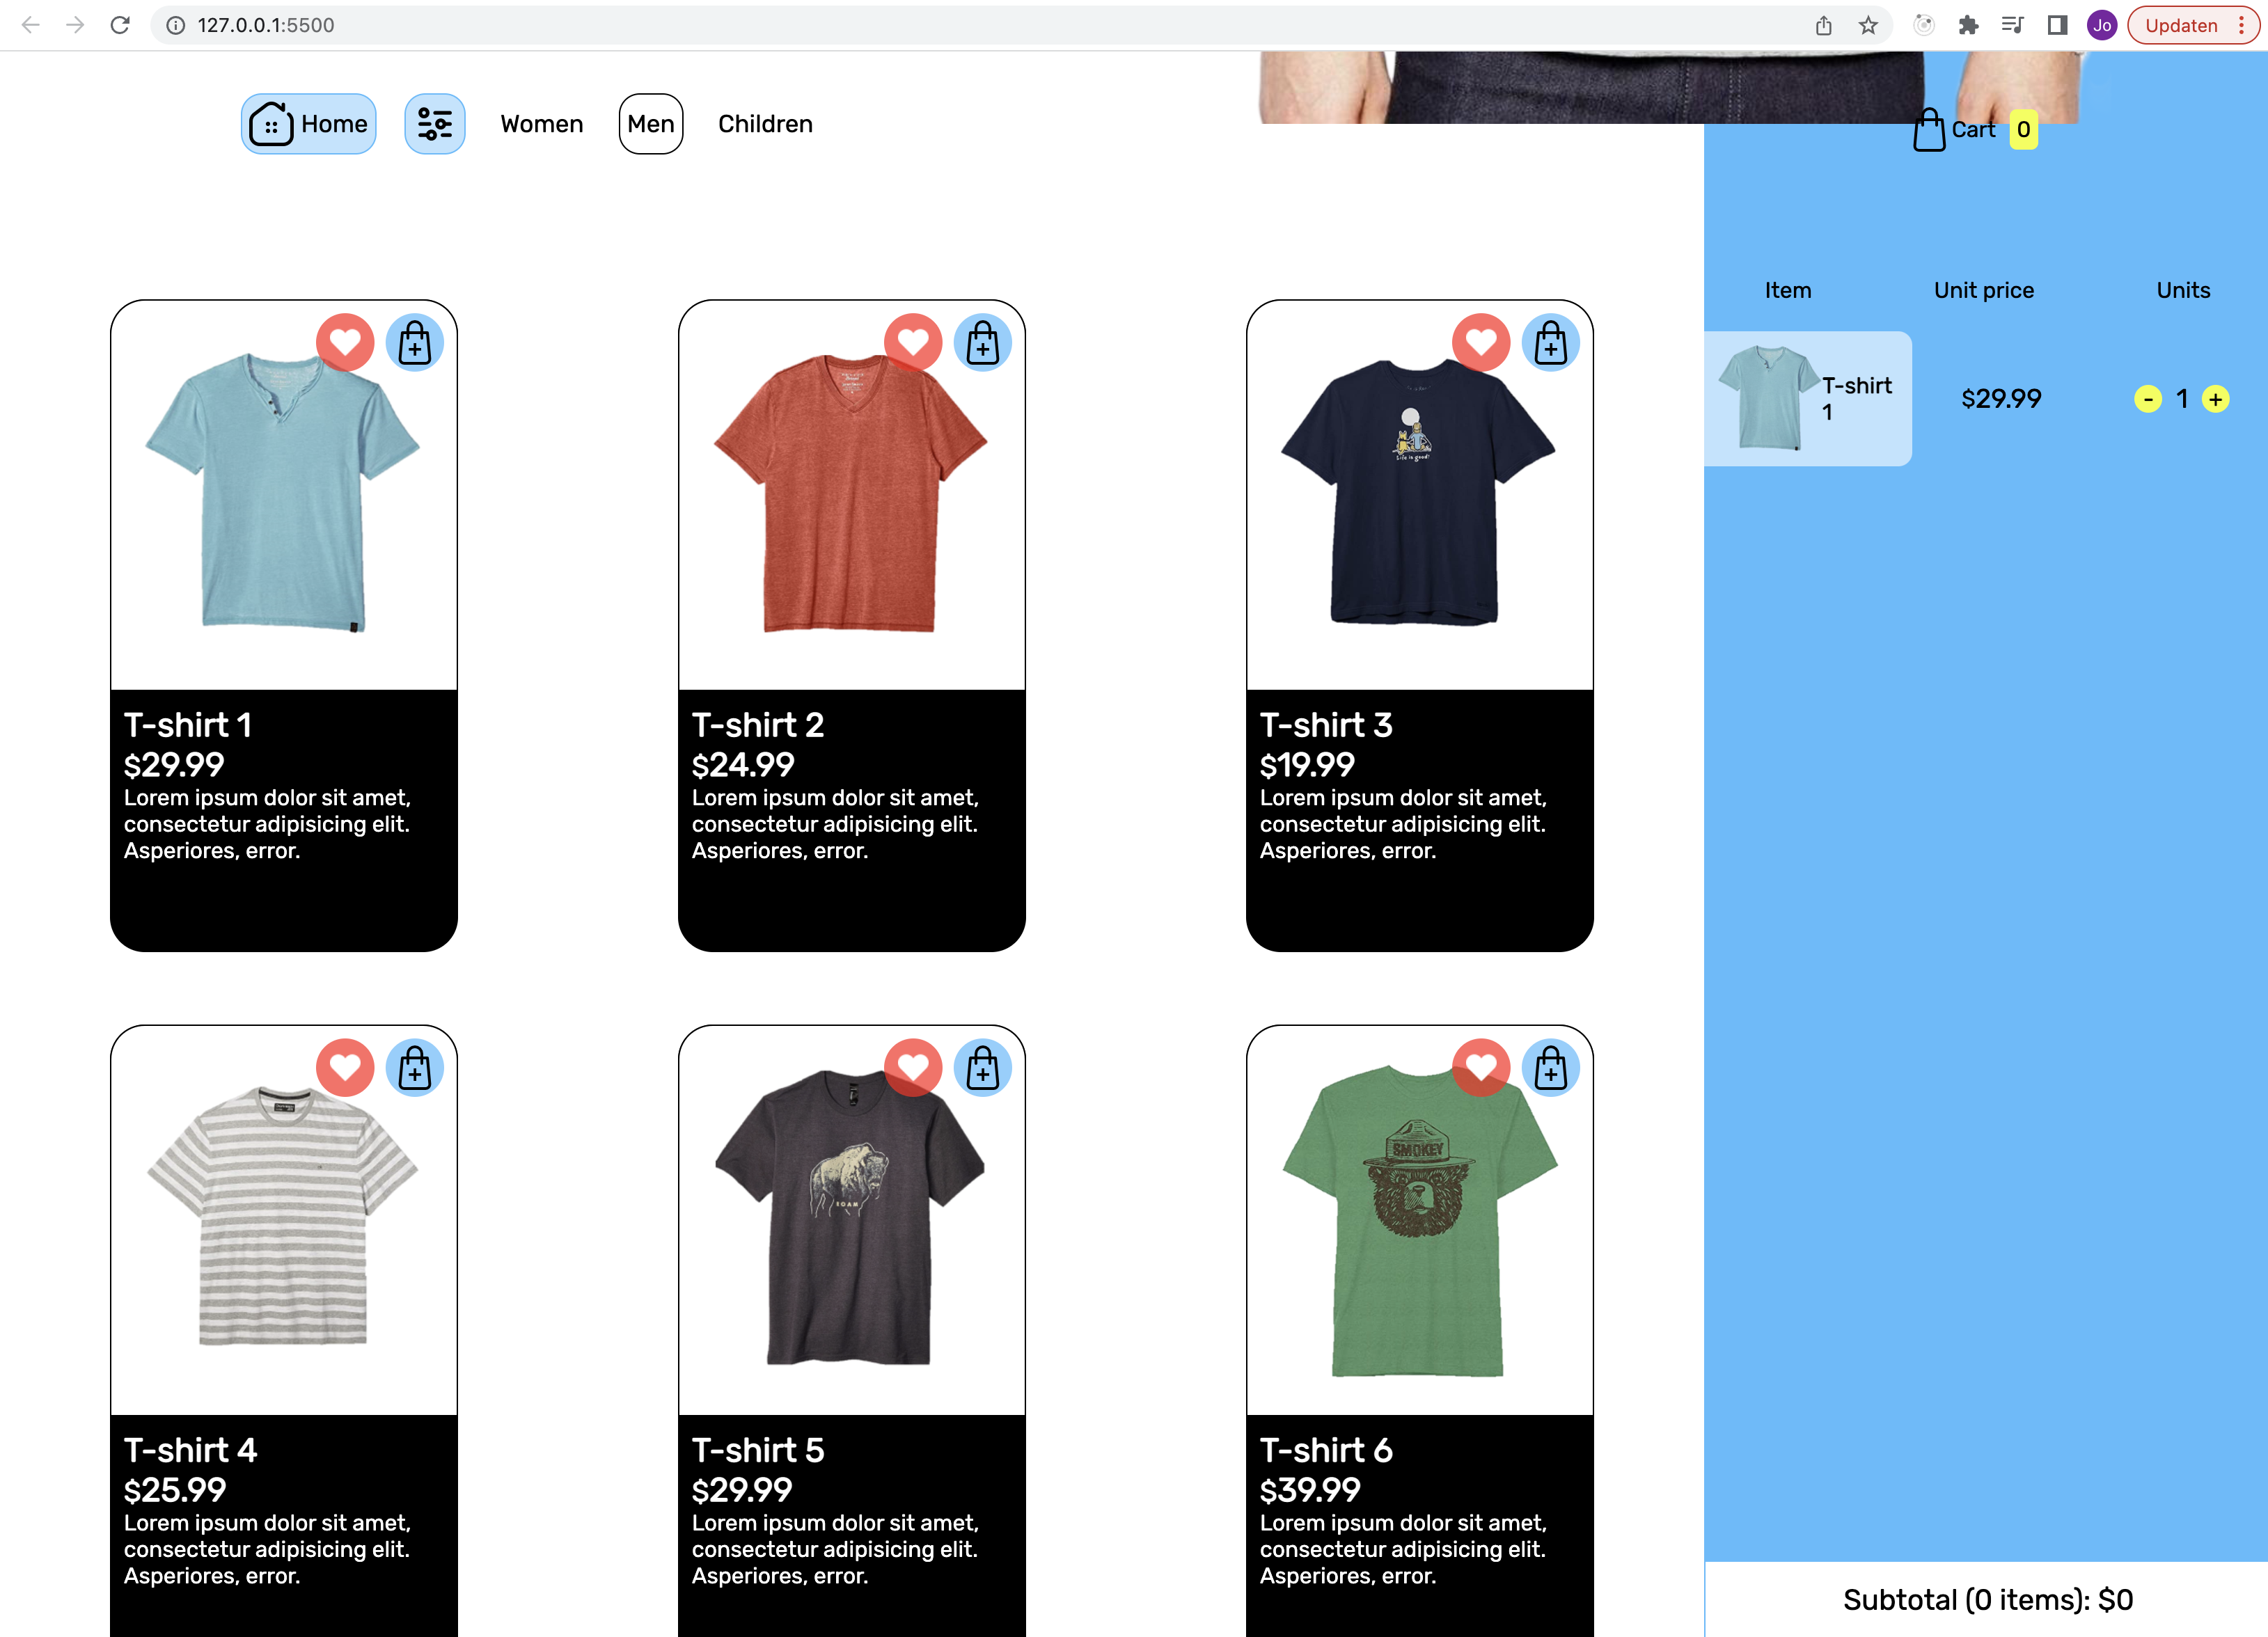 127.0.0.1:5500
Jo
Updaten
Home
Women
Men
Children
Cart 0
Item
Unit price
Units
T-shirt
1
$29.99
- 1 +
Life is good!
T-shirt 1
$29.99
Lorem ipsum dolor sit amet,
consectetur adipisicing elit.
Asperiores, error.
T-shirt 2
$24.99
Lorem ipsum dolor sit amet,
consectetur adipisicing elit.
Asperiores, error.
T-shirt 3
$19.99
Lorem ipsum dolor sit amet,
consectetur adipisicing elit.
Asperiores, error.
ROAM
SMOKEY
T-shirt 4
$25.99
Lorem ipsum dolor sit amet,
consectetur adipisicing elit.
Asperiores, error.
T-shirt 5
$29.99
Lorem ipsum dolor sit amet,
consectetur adipisicing elit.
Asperiores, error.
T-shirt 6
$39.99
Lorem ipsum dolor sit amet,
consectetur adipisicing elit.
Asperiores, error.
Subtotal (0 items): $0